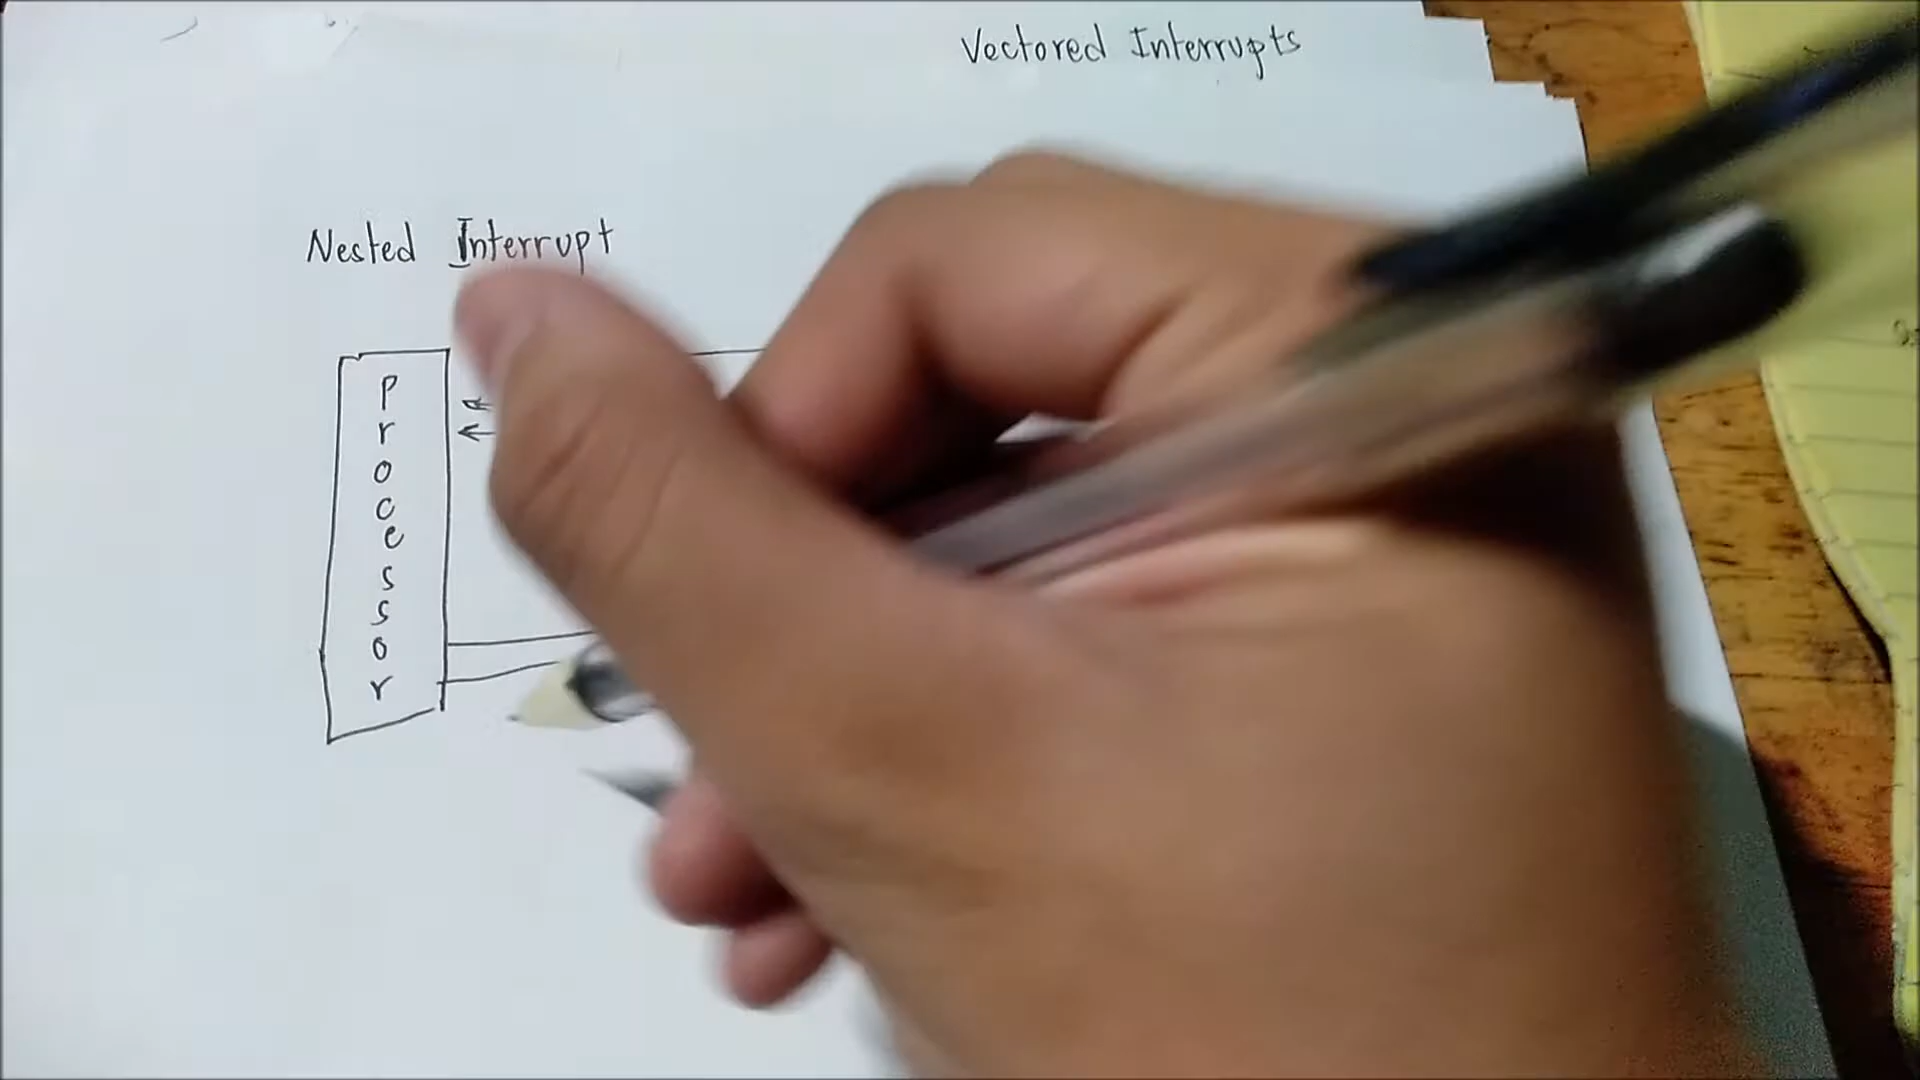 Vectored Interrupts
Nested Interrupt
Processor